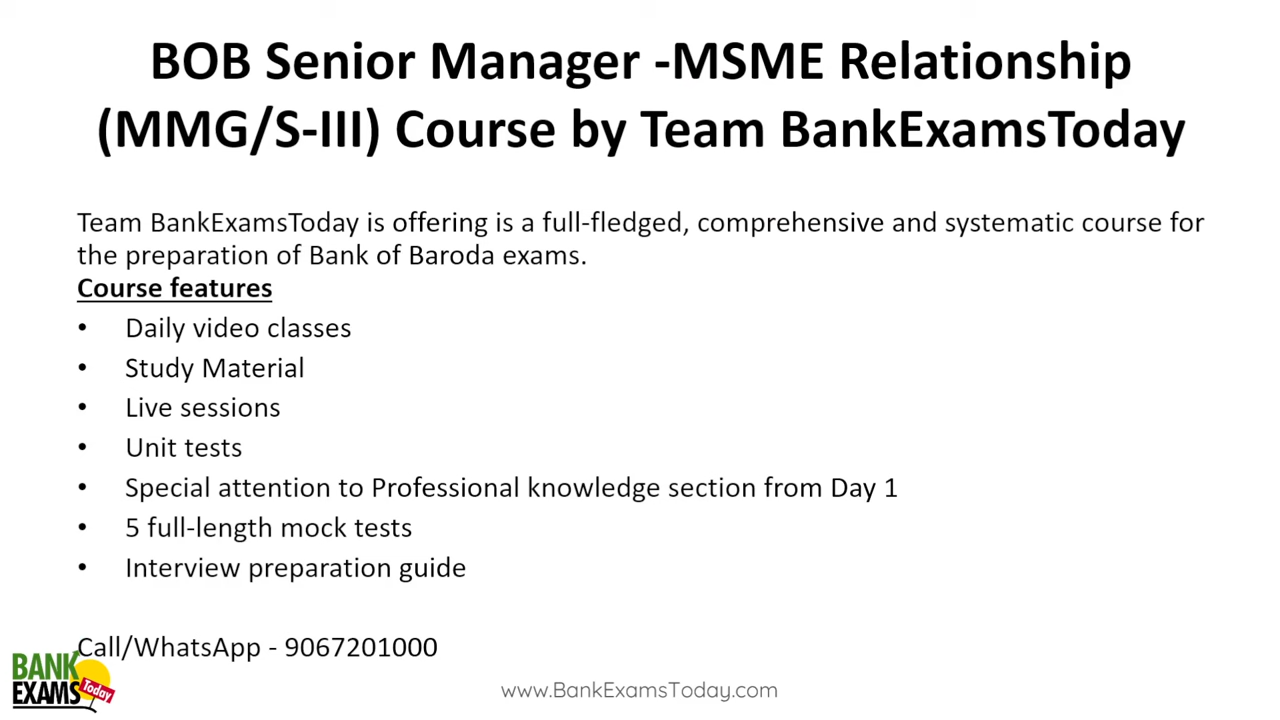 BOB Senior Manager -MSME Relationship
(MMG/S-III) Course by Team BankExamsToday
Team BankExamsToday is offering is a full-fledged, comprehensive and systematic course for
the preparation of Bank of Baroda exams.
Course features
• Daily video classes
• Study Material
• Live sessions
• Unit tests
• Special attention to Professional knowledge section from Day 1
• 5 full-length mock tests
• Interview preparation guide
Call/WhatsApp - 9067201000
BANK
EXAMS Today
www.BankExamsToday.com